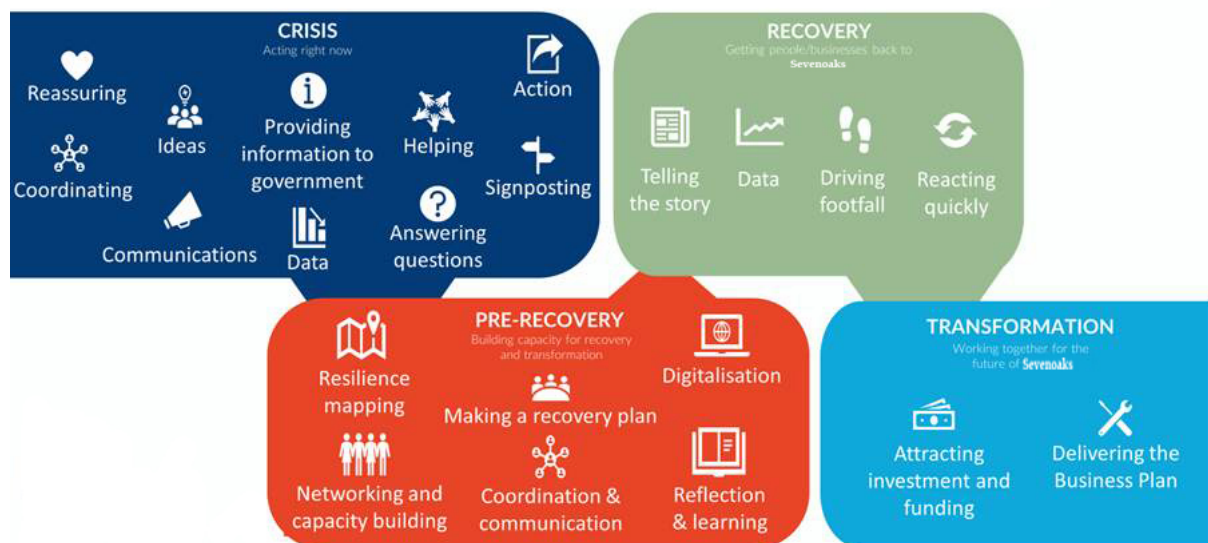 CRISIS
Acting right now
Reassuring
Ideas
Providing
information to
government
Helping
Action
Coordinating
Signposting
Communications
Data
Answering
questions
RECOVERY
Getting people/businesses back to
Sevenoaks
Telling
the story
Data
Driving
footfall
Reacting
quickly
PRE-RECOVERY
Building capacity for recovery
and transformation
Resilience
mapping
Making a recovery plan
Digitalisation
Networking and
capacity building
Coordination &
communication
Reflection
& learning
TRANSFORMATION
Working together for the
future of Sevenoaks
Attracting
investment and
funding
Delivering the
Business Plan